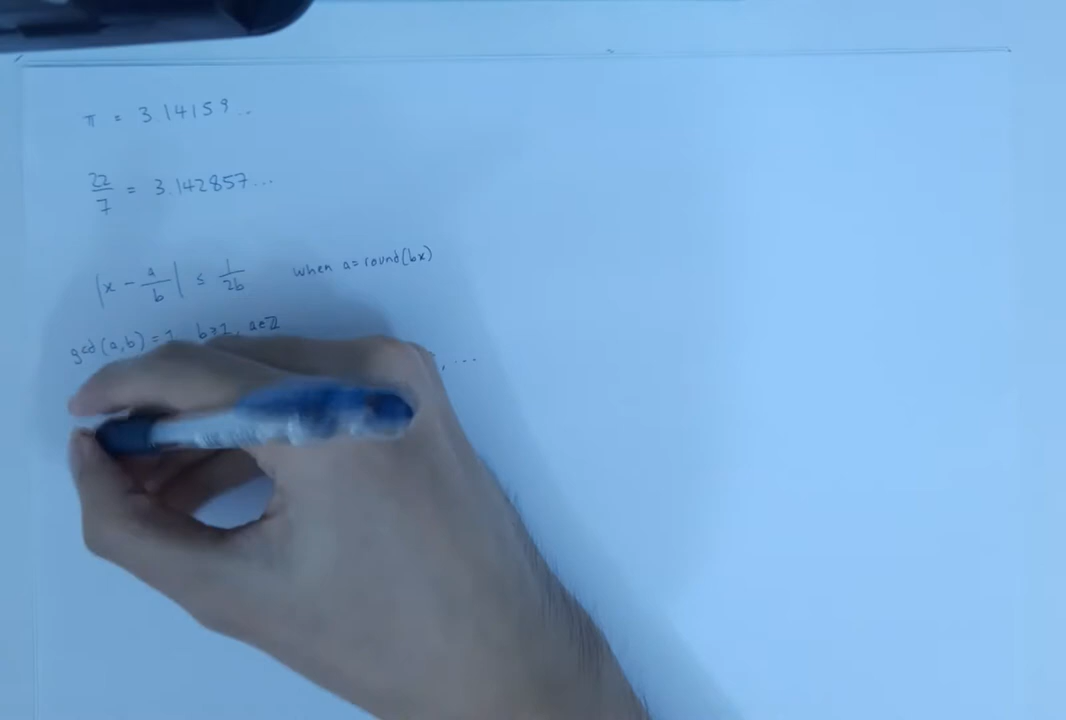 π = 3.14159..
22/7 = 3.142857...
|x - a/b| ≤ 1/2b when a=round(bx)
gcd(a,b)=1, b≥1, a∈ℤ
, ...